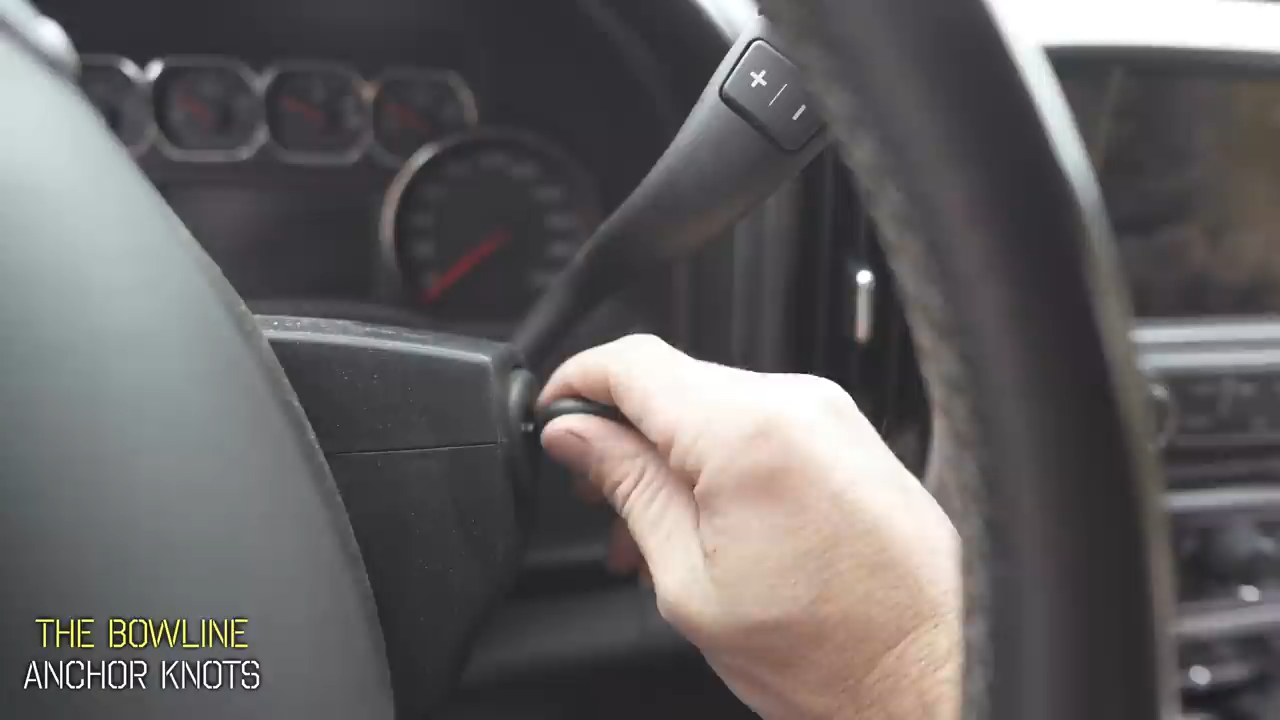 + | -
THE BOWLINE
ANCHOR KNOTS